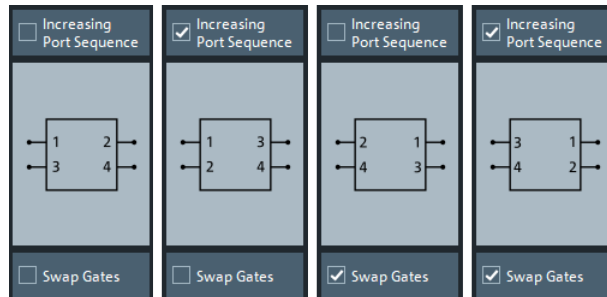 Increasing
Port Sequence
1 2
3 4
Swap Gates
Increasing
Port Sequence
1 3
2 4
Swap Gates
Increasing
Port Sequence
2 1
4 3
Swap Gates
Increasing
Port Sequence
3 1
4 2
Swap Gates